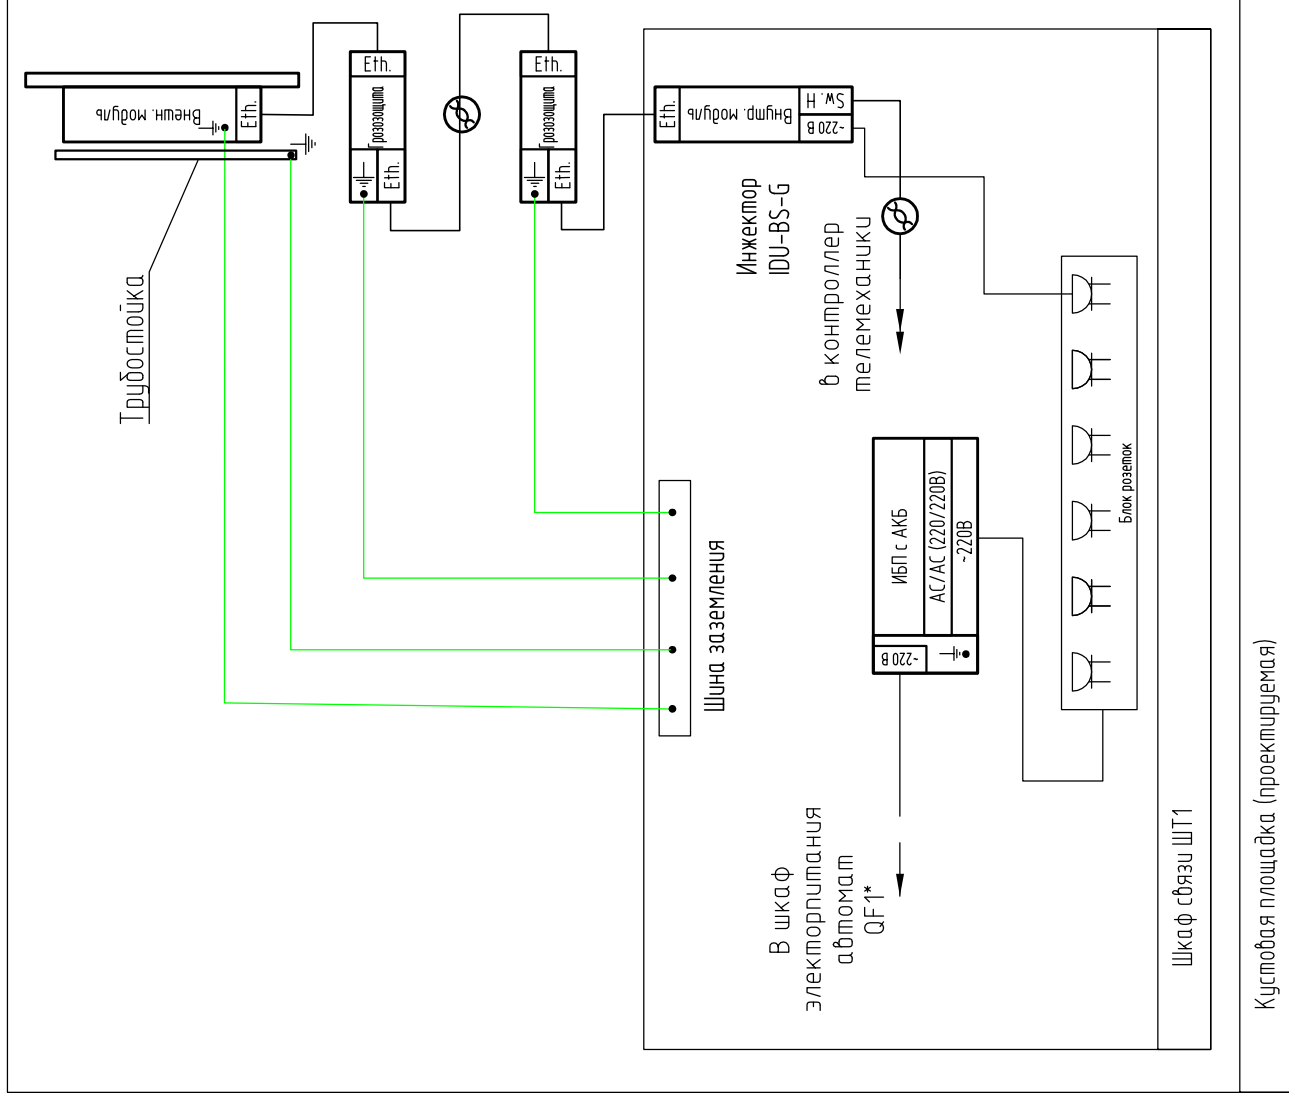 Внешн. модуль
Eth.
Трубостойка
Eth.
Грозозащита
Eth.
Eth.
Грозозащита
Eth.
Eth.
Внутр. модуль
Sw. H
~220 В
Инжектор
IDU-BS-G
в контроллер
телемеханики
Шина заземления
ИБП с АКБ
AC/AC (220/220В)
~220В
~220 В
Блок розеток
В шкаф
электорпитания
автомат
QF1*
Шкаф связи ШТ1
Кустовая площадка (проектируемая)